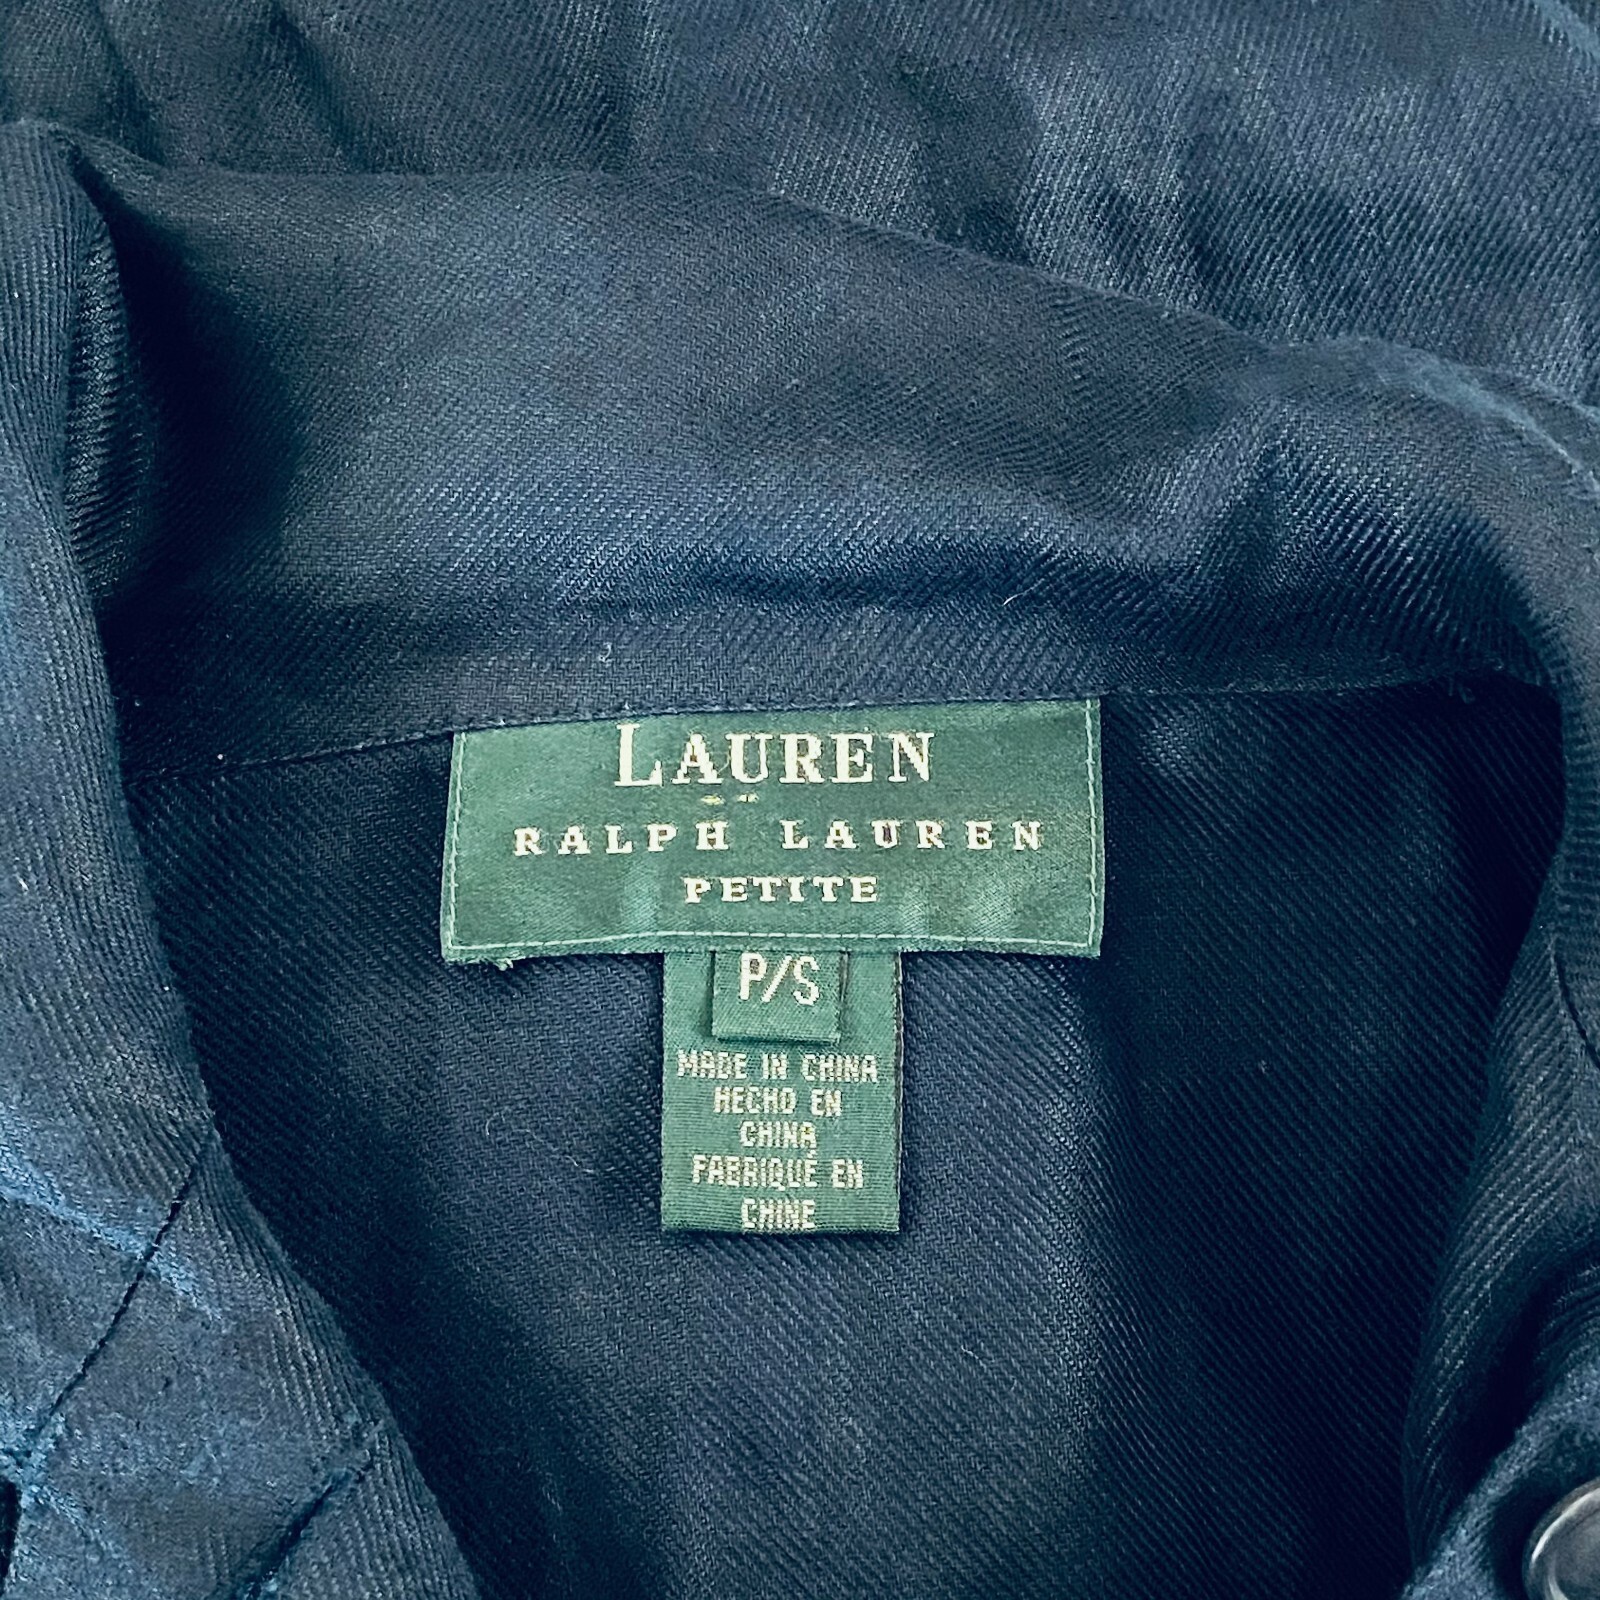 LAUREN
RALPH LAUREN
PETITE
P/S
MADE IN CHINA
HECHO EN
CHINA
FABRIQUÉ EN
CHINE